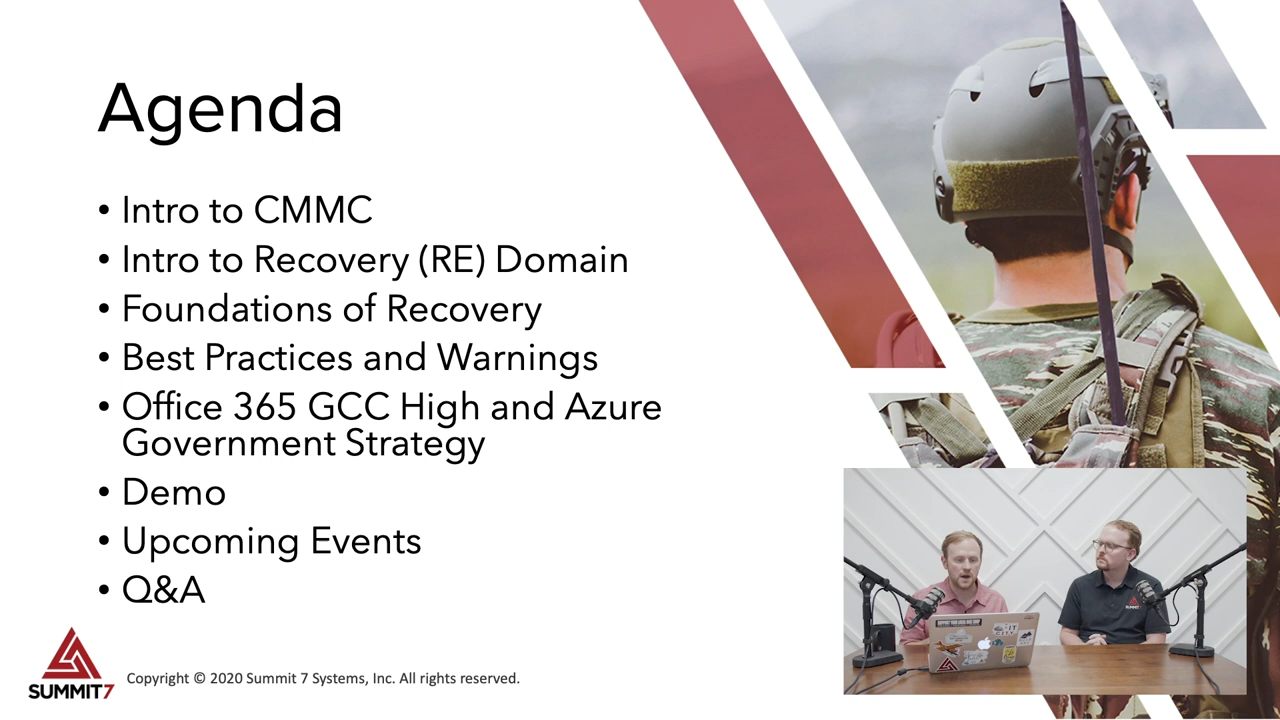 Agenda
• Intro to CMMC
• Intro to Recovery (RE) Domain
• Foundations of Recovery
• Best Practices and Warnings
• Office 365 GCC High and Azure
Government Strategy
• Demo
• Upcoming Events
• Q&A
SUMMIT7
Copyright © 2020 Summit 7 Systems, Inc. All rights reserved.
SUMMIT7